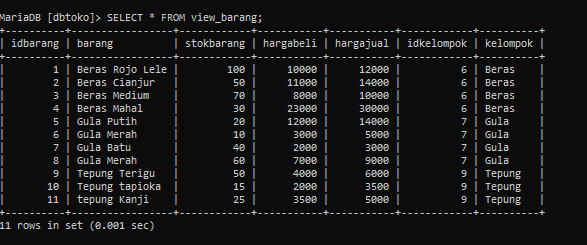 MariaDB [dbtoko]> SELECT * FROM view_barang;
+----------+-----------------+------------+-----------+-----------+------------+----------+
| idbarang | barang          | stokbarang | hargabeli | hargajual | idkelompok | kelompok |
+----------+-----------------+------------+-----------+-----------+------------+----------+
|        1 | Beras Rojo Lele |        100 |     10000 |     12000 |          6 | Beras    |
|        2 | Beras Cianjur   |         50 |     11000 |     14000 |          6 | Beras    |
|        3 | Beras Medium    |         70 |      8000 |     10000 |          6 | Beras    |
|        4 | Beras Mahal     |         30 |     23000 |     30000 |          6 | Beras    |
|        5 | Gula Putih      |         20 |     12000 |     14000 |          7 | Gula     |
|        6 | Gula Merah      |         10 |      3000 |      5000 |          7 | Gula     |
|        7 | Gula Batu       |         40 |      2000 |      3000 |          7 | Gula     |
|        8 | Gula Merah      |         60 |      7000 |      9000 |          7 | Gula     |
|        9 | Tepung Terigu   |         50 |      4000 |      6000 |          9 | Tepung   |
|       10 | Tepung tapioka  |         15 |      2000 |      3500 |          9 | Tepung   |
|       11 | tepung Kanji    |         25 |      3500 |      5000 |          9 | Tepung   |
+----------+-----------------+------------+-----------+-----------+------------+----------+
11 rows in set (0.001 sec)